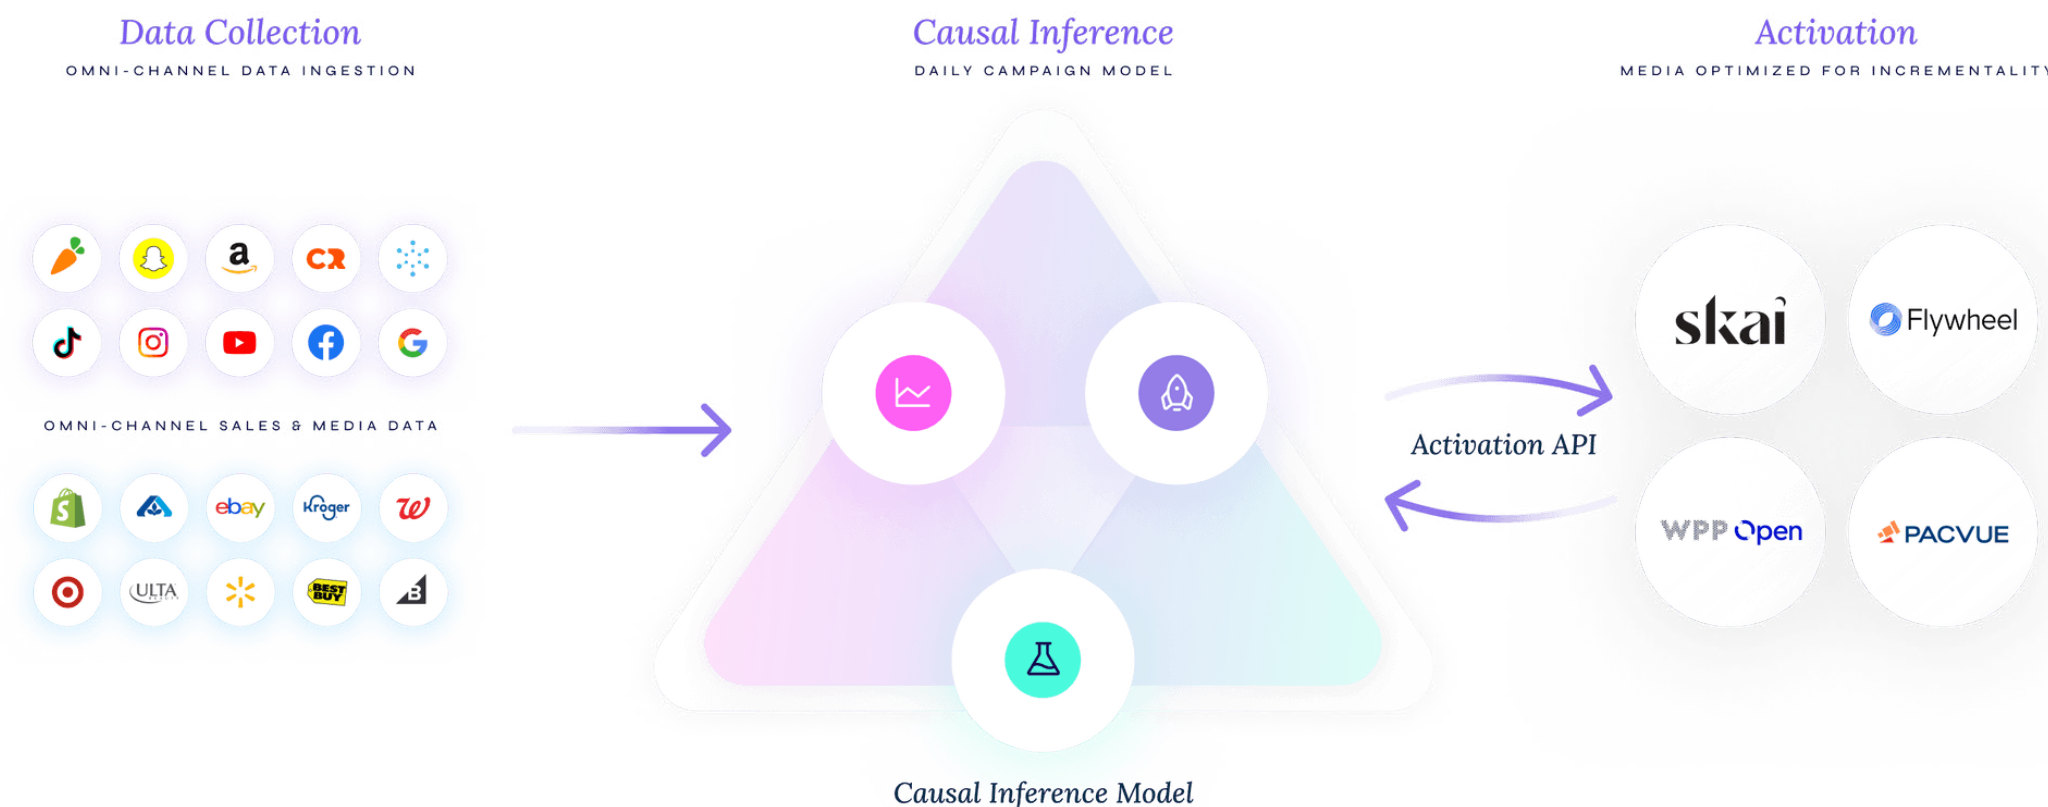 Data Collection
OMNI-CHANNEL DATA INGESTION
Causal Inference
DAILY CAMPAIGN MODEL
Activation
MEDIA OPTIMIZED FOR INCREMENTALITY
a
CR
f
G
OMNI-CHANNEL SALES & MEDIA DATA
S
ebay
Kroger
W
ULTA
BEST BUY
B
Activation API
skai
Flywheel
WPP Open
PACVUE
Causal Inference Model